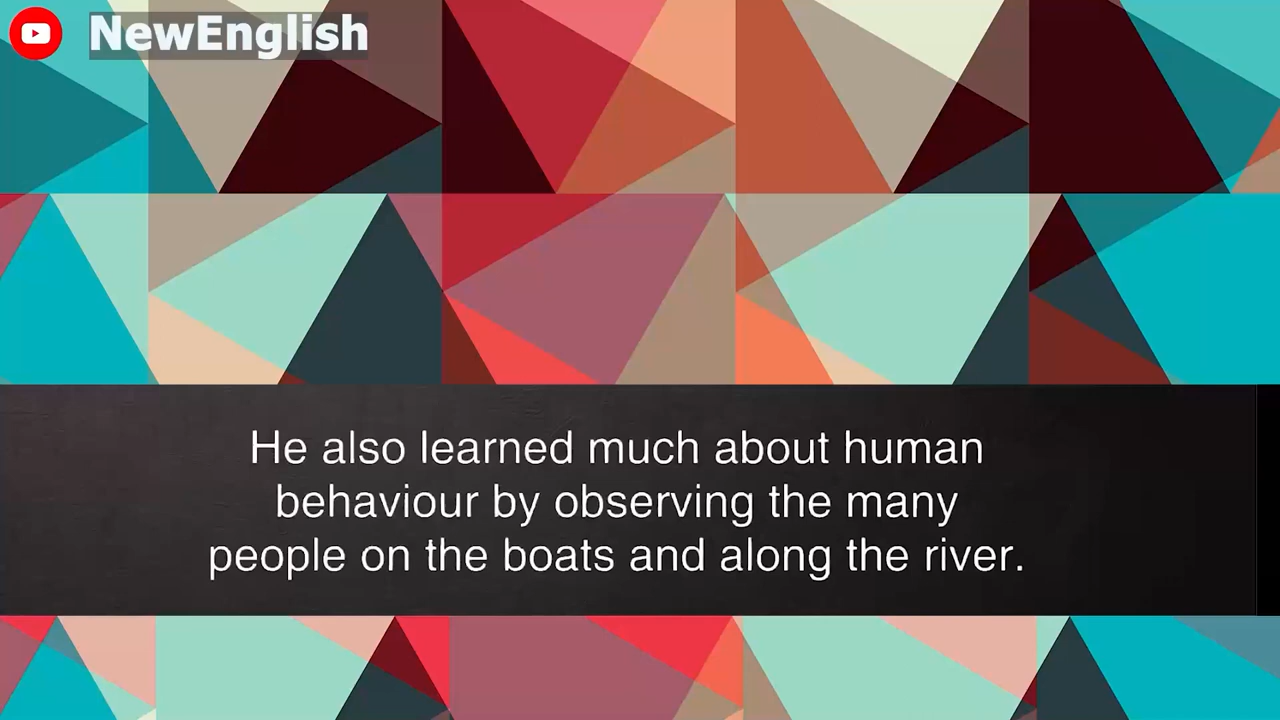 NewEnglish
He also learned much about human
behaviour by observing the many
people on the boats and along the river.